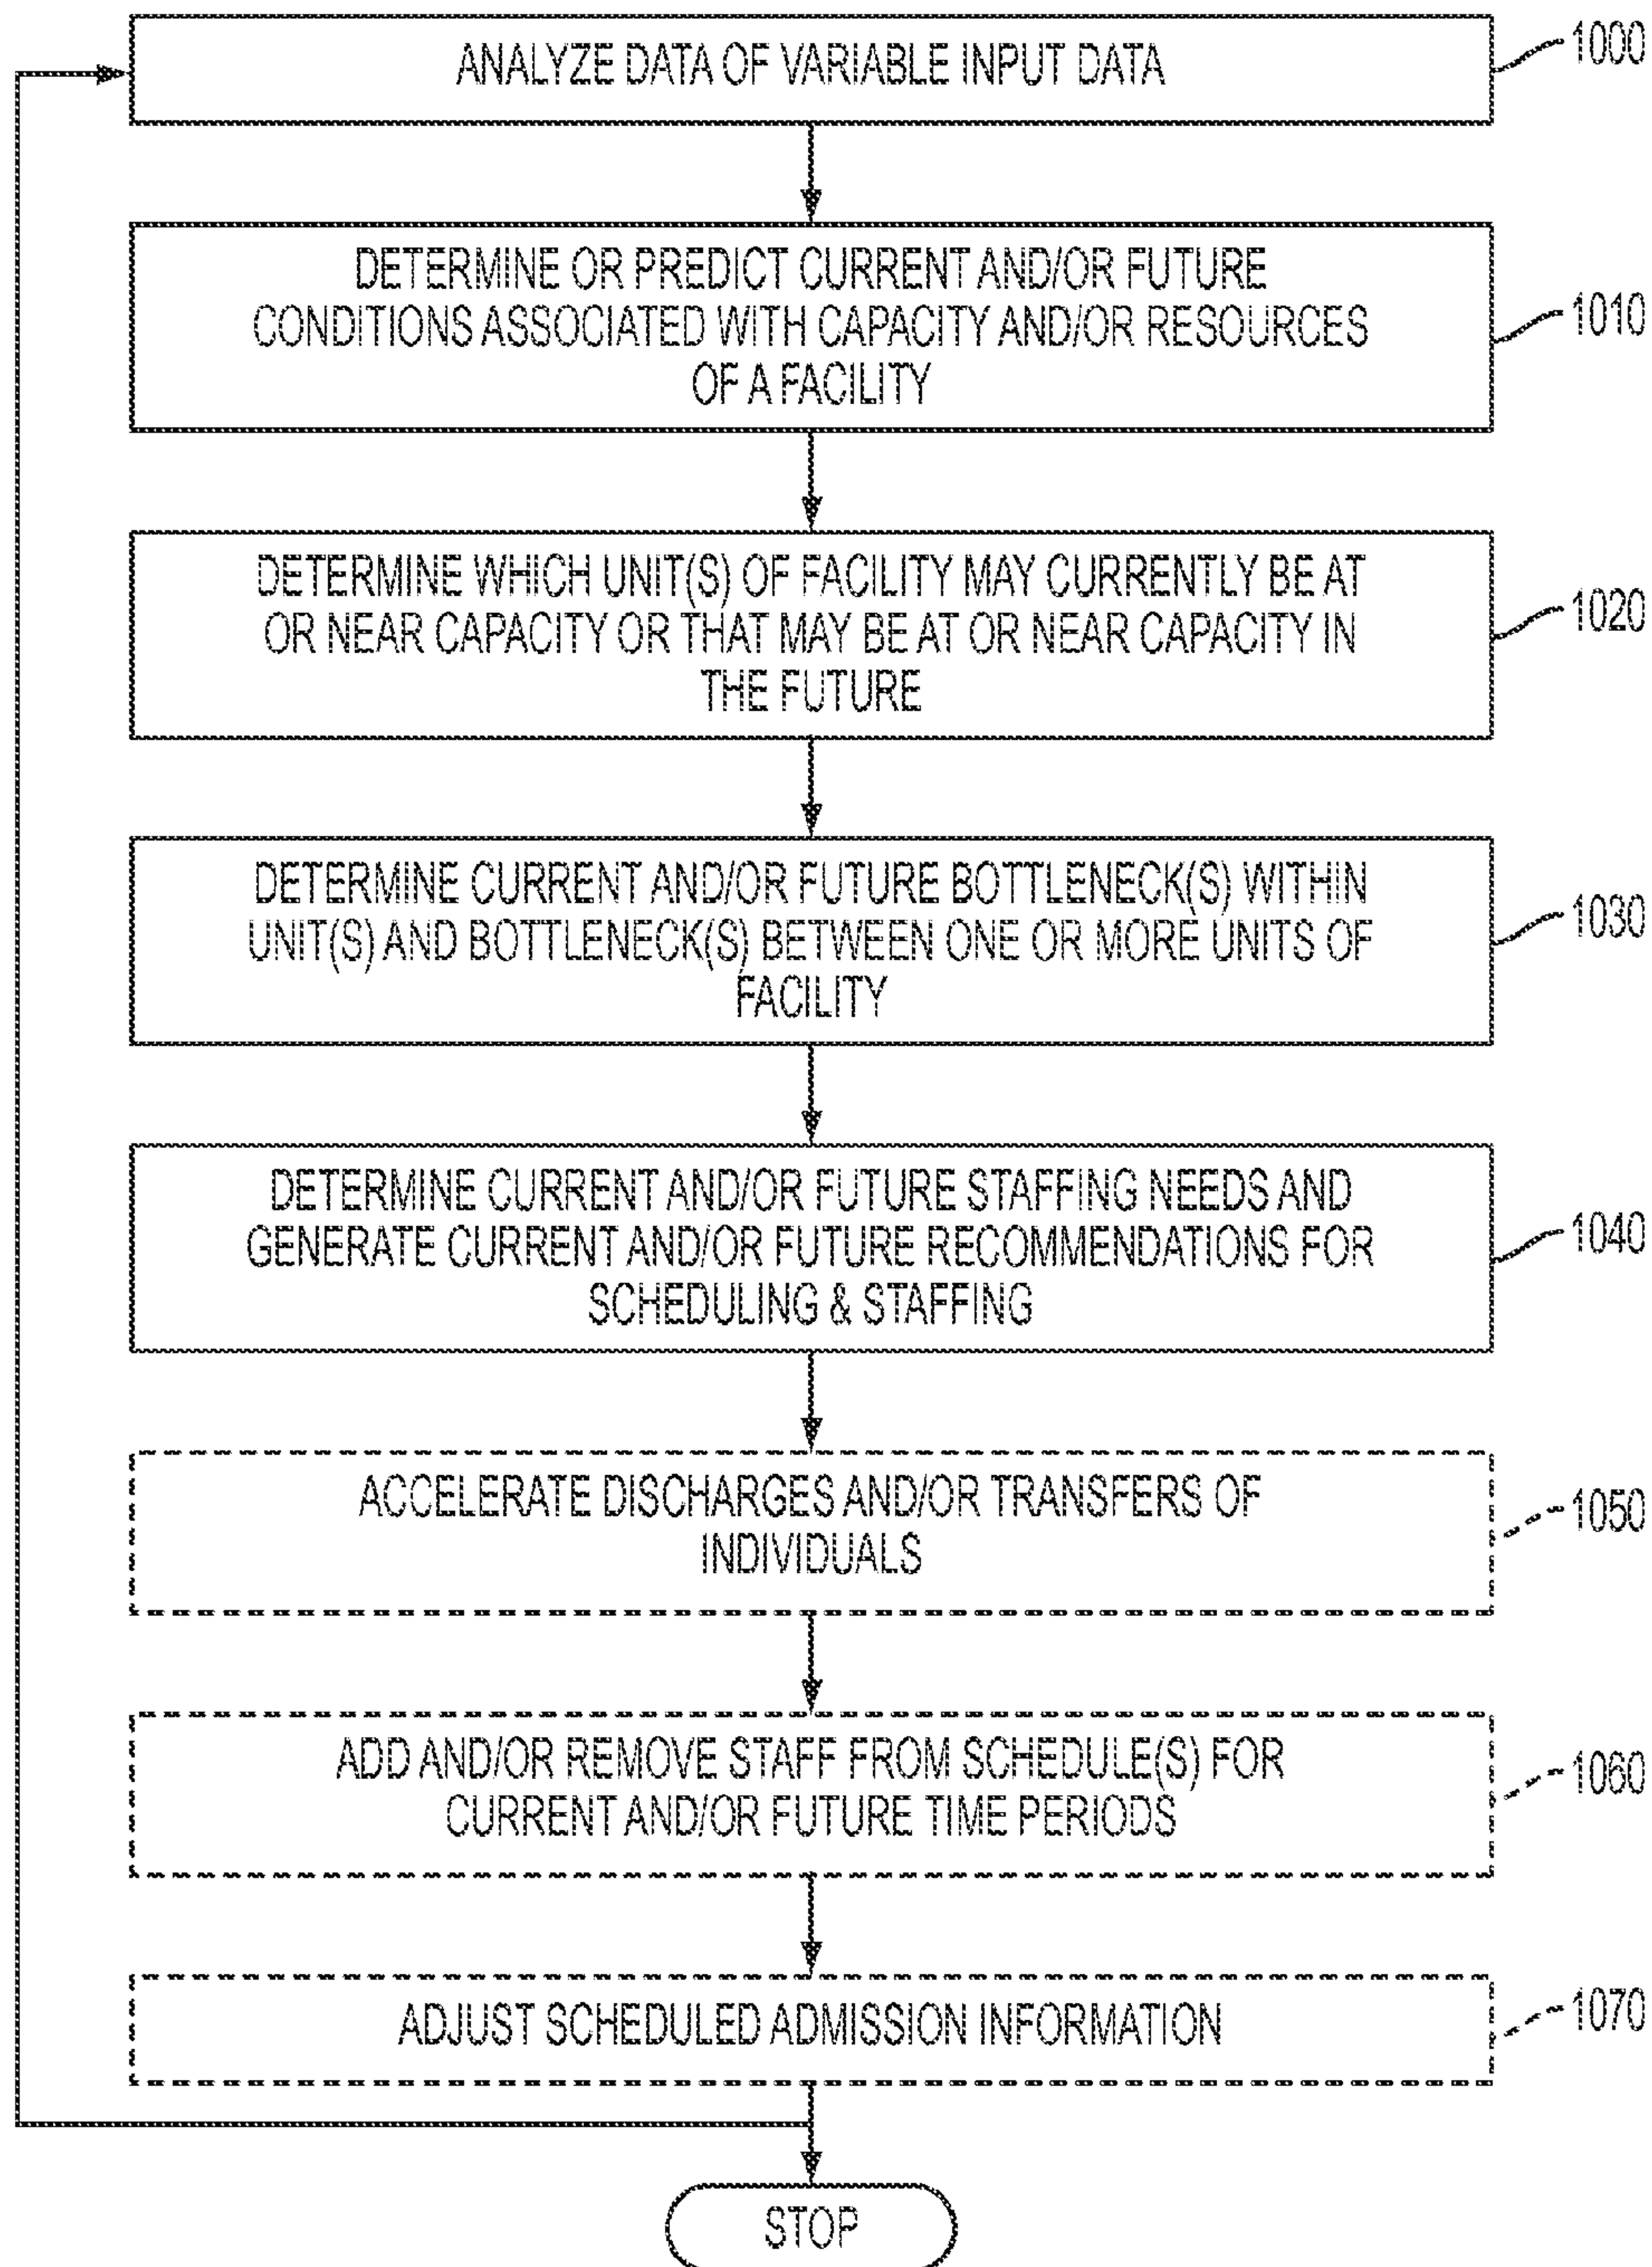 ANALYZE DATA OF VARIABLE INPUT DATA
1000
DETERMINE OR PREDICT CURRENT AND/OR FUTURE
CONDITIONS ASSOCIATED WITH CAPACITY AND/OR RESOURCES
OF A FACILITY
1010
DETERMINE WHICH UNIT(S) OF FACILITY MAY CURRENTLY BE AT
OR NEAR CAPACITY OR THAT MAY BE AT OR NEAR CAPACITY IN
THE FUTURE
1020
DETERMINE CURRENT AND/OR FUTURE BOTTLENECK(S) WITHIN
UNIT(S) AND BOTTLENECK(S) BETWEEN ONE OR MORE UNITS OF
FACILITY
1030
DETERMINE CURRENT AND/OR FUTURE STAFFING NEEDS AND
GENERATE CURRENT AND/OR FUTURE RECOMMENDATIONS FOR
SCHEDULING & STAFFING
1040
ACCELERATE DISCHARGES AND/OR TRANSFERS OF
INDIVIDUALS
1050
ADD AND/OR REMOVE STAFF FROM SCHEDULE(S) FOR
CURRENT AND/OR FUTURE TIME PERIODS
1060
ADJUST SCHEDULED ADMISSION INFORMATION
1070
STOP